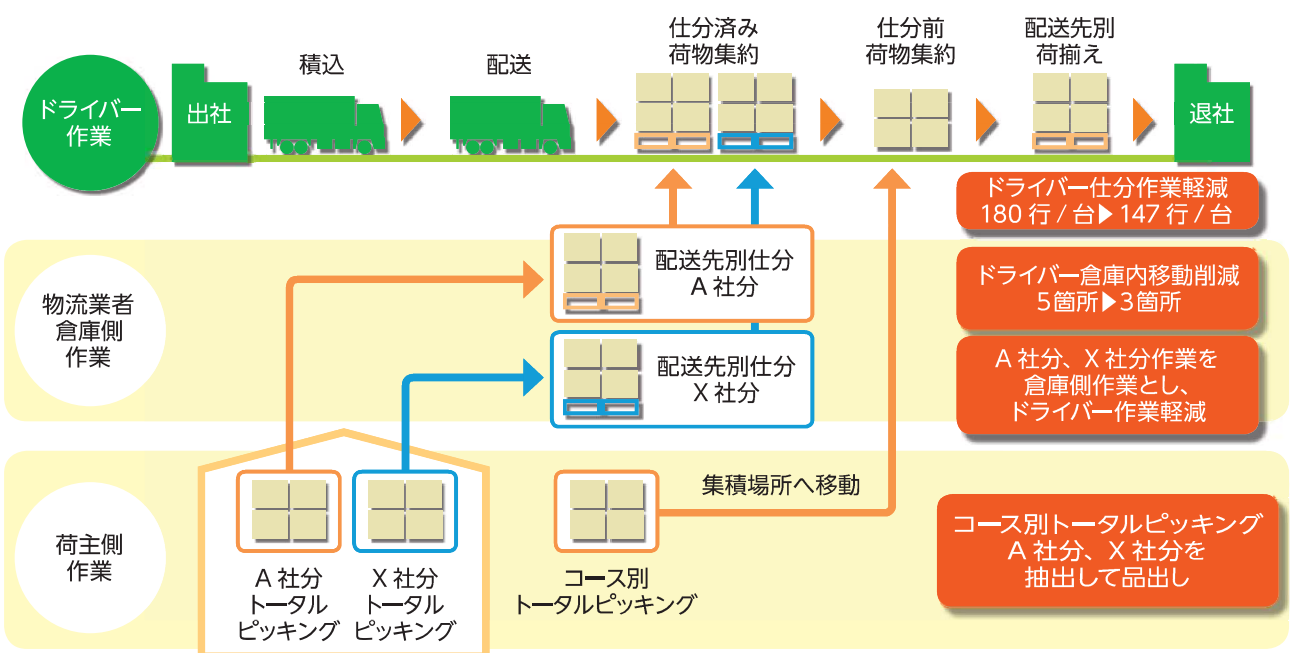 ドライバー
作業
出社
積込
配送
仕分済み
荷物集約
仕分前
荷物集約
配送先別
荷揃え
退社
ドライバー仕分作業軽減
180 行 / 台▶147 行 / 台
物流業者
倉庫側
作業
配送先別仕分
A 社分
配送先別仕分
X 社分
ドライバー倉庫内移動削減
5箇所▶3箇所
A 社分、X 社分作業を
倉庫側作業とし、
ドライバー作業軽減
荷主側
作業
A 社分
トータル
ピッキング
X 社分
トータル
ピッキング
コース別
トータルピッキング
集積場所へ移動
コース別トータルピッキング
A 社分、X 社分を
抽出して品出し